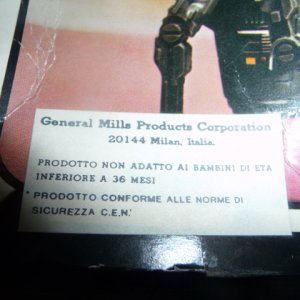 General Mills Products Corporation
20144 Milan, Italia.
PRODOTTO NON ADATTO AI BAMBINI DI ETA
INFERIORE A 36 MESI
* PRODOTTO CONFORME ALLE NORME DI
SICUREZZA C.E.N.'